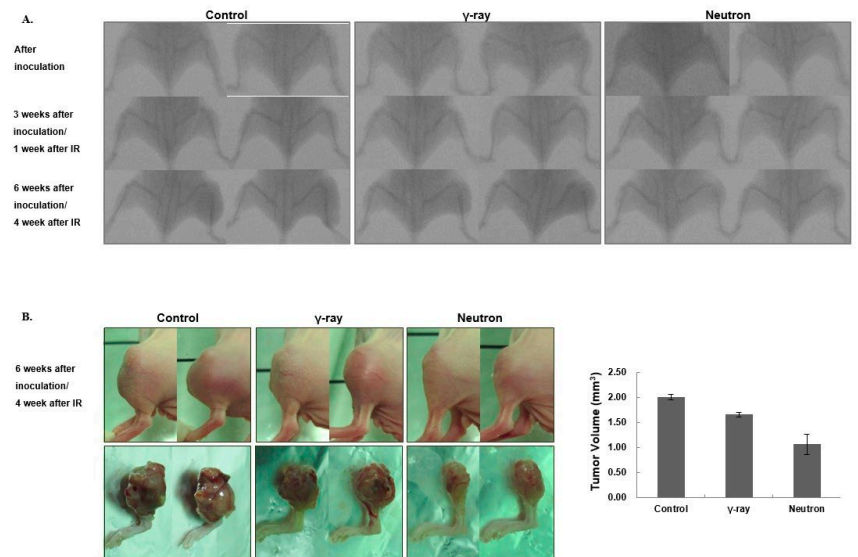 A.
Control γ-ray Neutron
After
inoculation
3 weeks after
inoculation/
1 week after IR
6 weeks after
inoculation/
4 week after IR
B.
Control γ-ray Neutron
6 weeks after
inoculation/
4 week after IR
Tumor Volume (mm³)
2.50
2.00
1.50
1.00
0.50
0.00
Control γ-ray Neutron